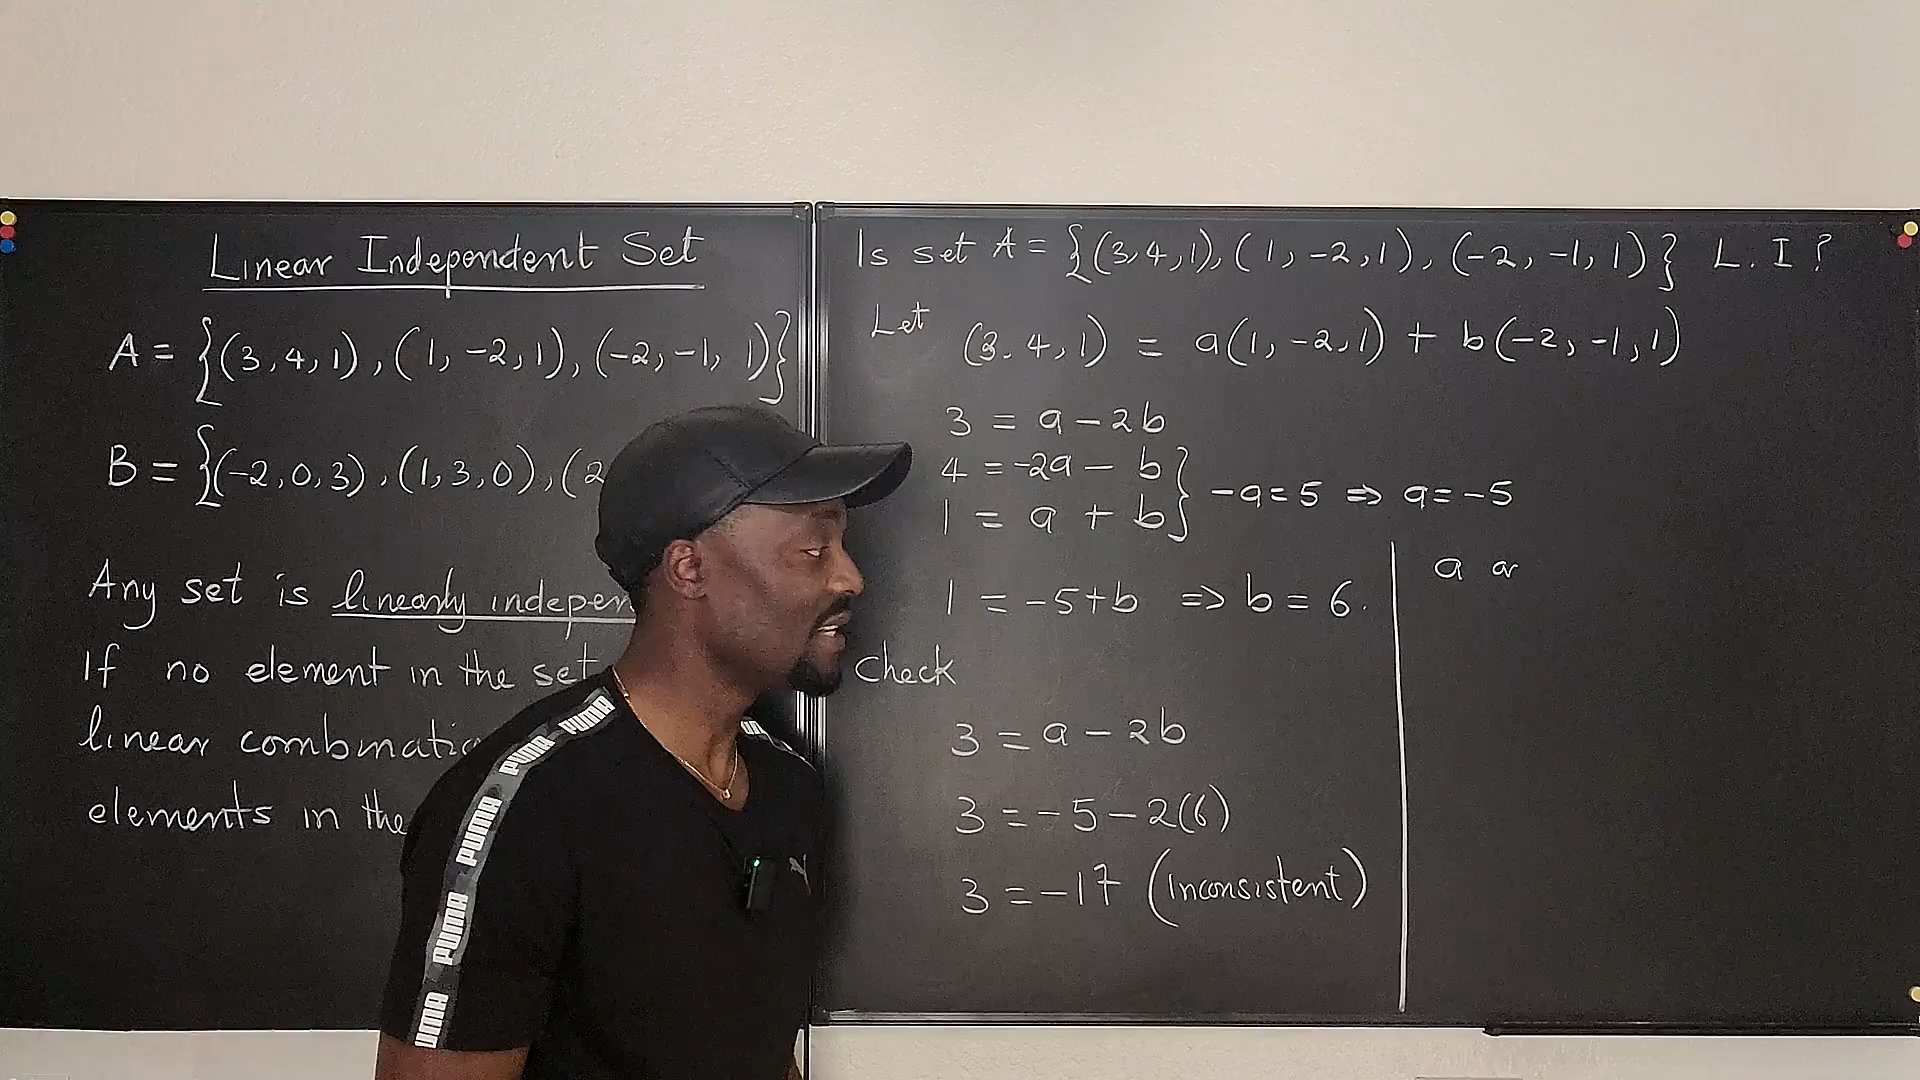 Linear Independent Set
A = {(3, 4, 1), (1, -2, 1), (-2, -1, 1)}
B = {(-2, 0, 3), (1, 3, 0), (2
Any set is linearly indepen
If no element in the set
linear combinatio
elements in the
Is set A = {(3, 4, 1), (1, -2, 1), (-2, -1, 1)} L. I ?
Let (3. 4, 1) = a(1, -2, 1) + b(-2, -1, 1)
3 = a - 2b
4 = -2a - b
1 = a + b} -a = 5 ⇒ a = -5
1 = -5 + b ⇒ b = 6.
Check
3 = a - 2b
3 = -5 - 2(6)
3 = -17 (Inconsistent)
a ar
PUMA PUMA PUMA PUMA PUMA UMA